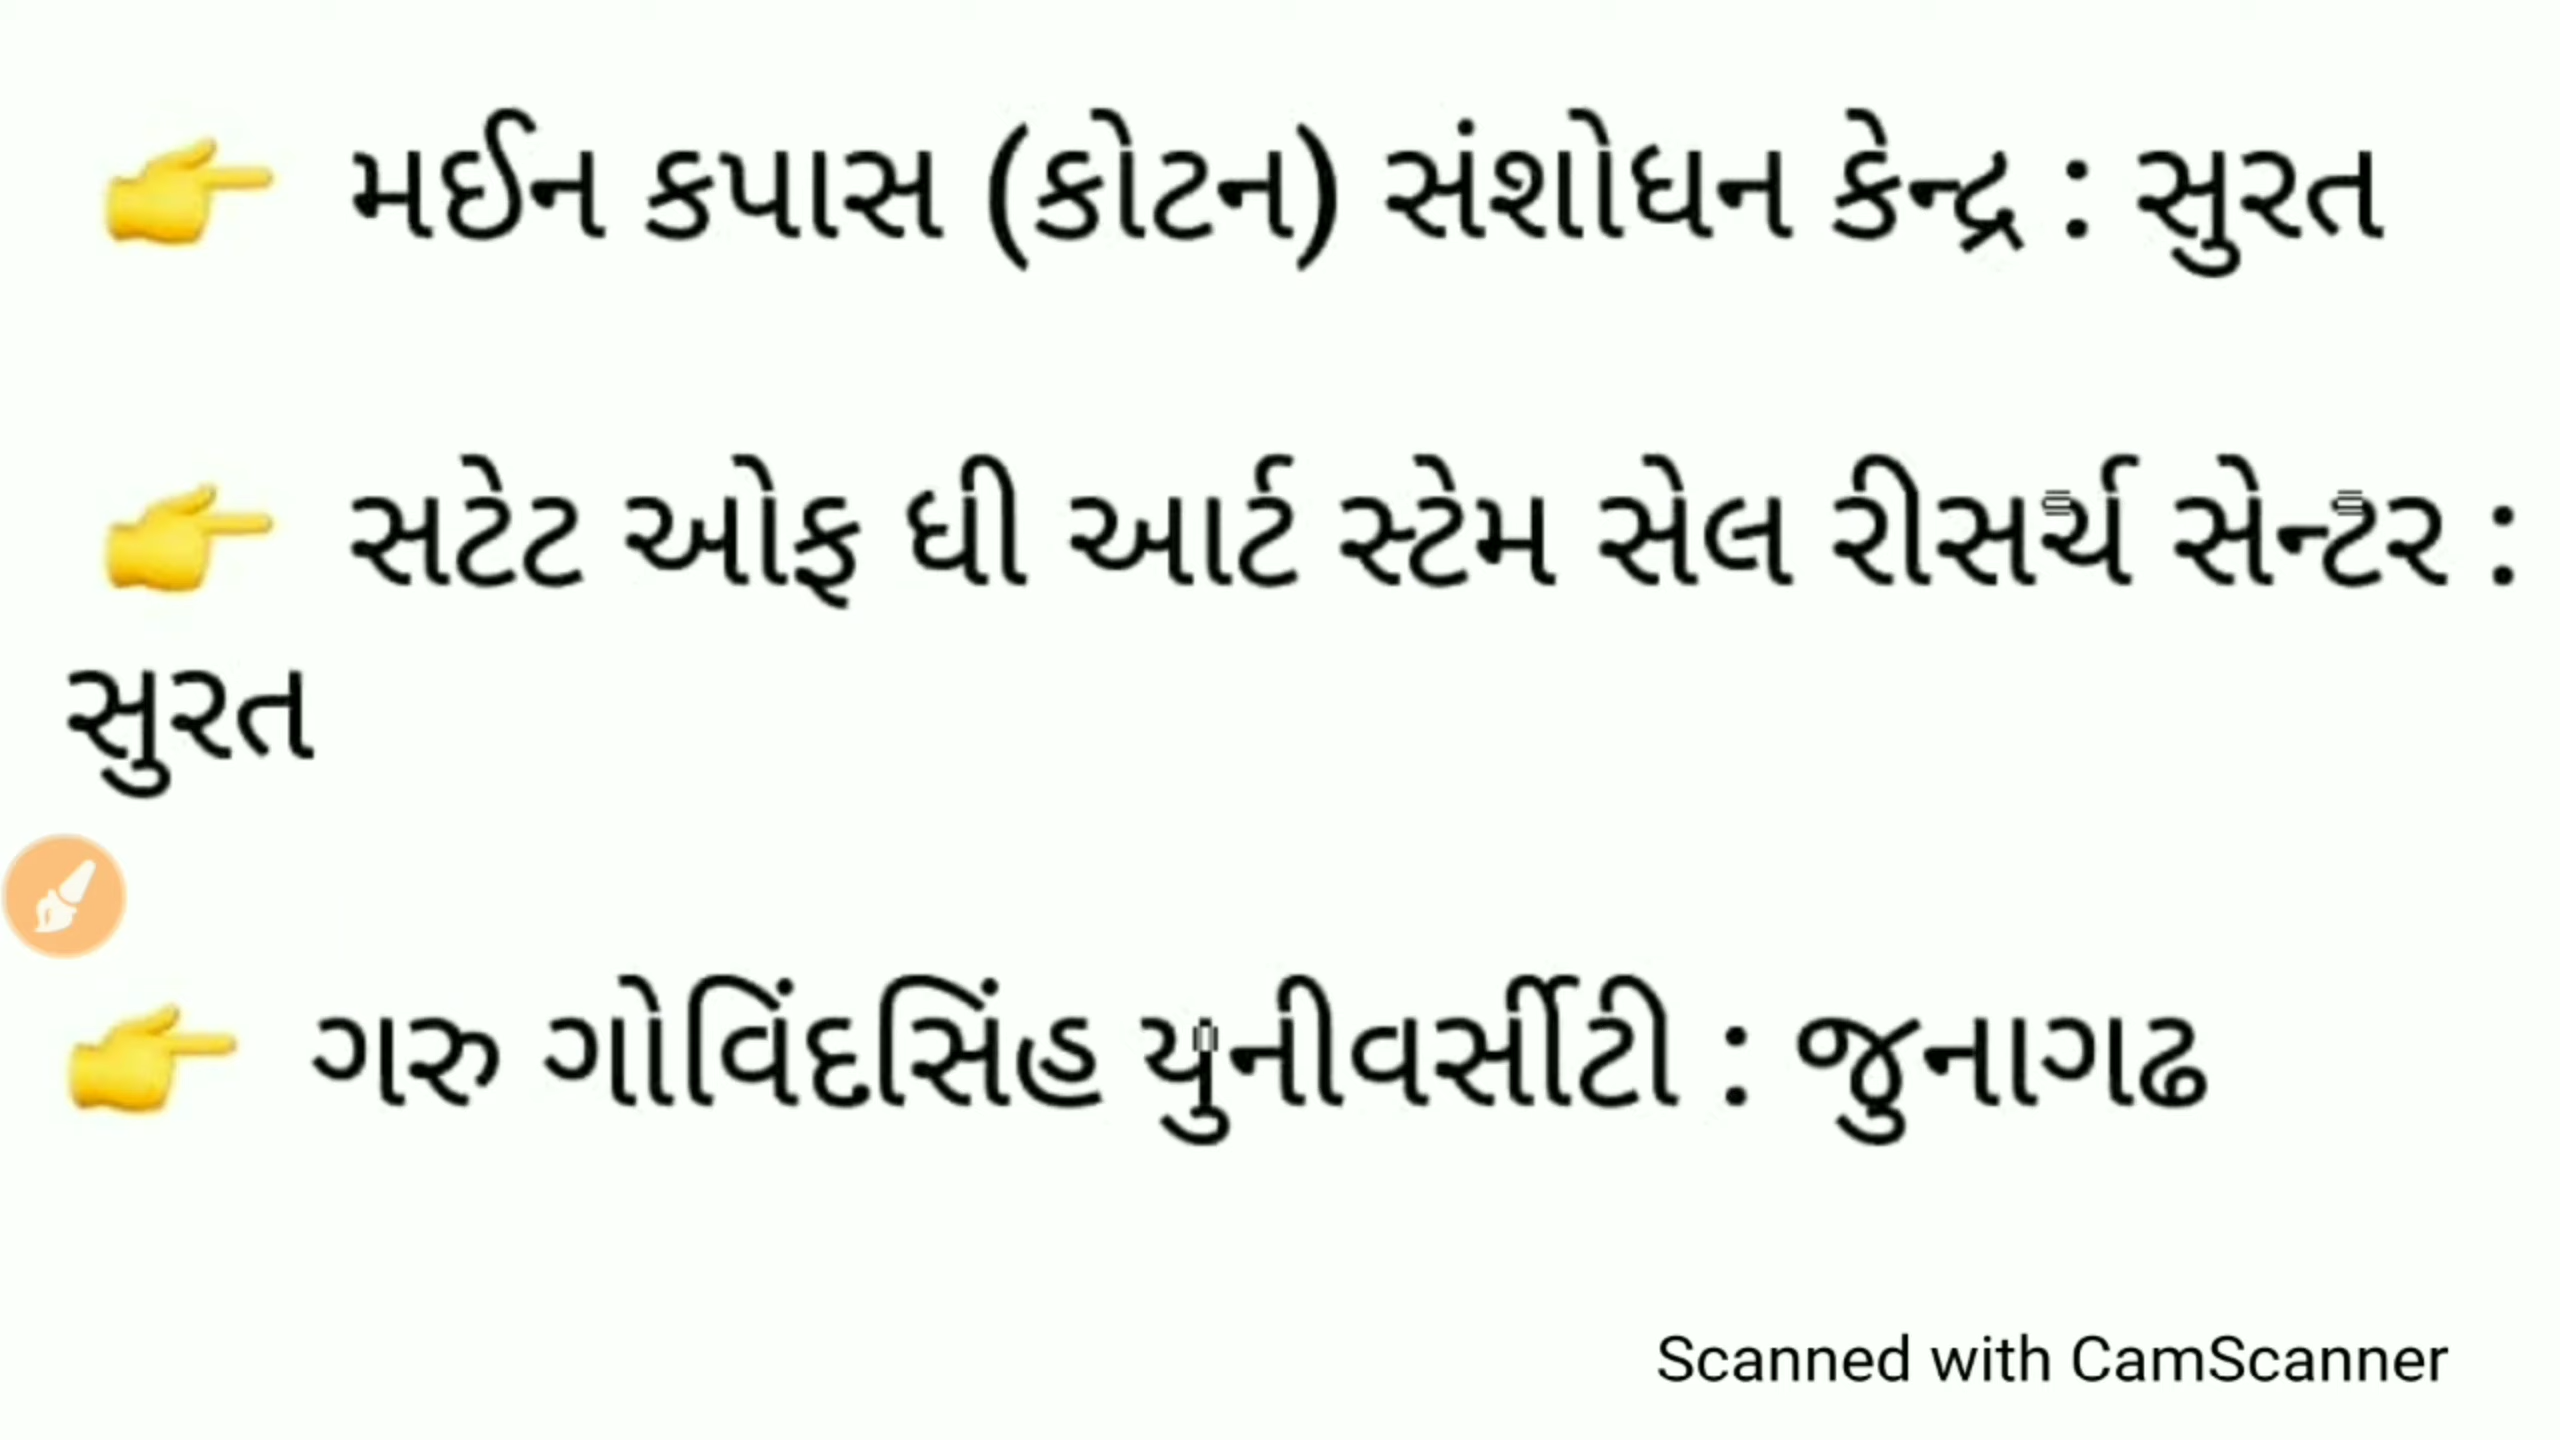 👉 મઈન કપાસ (કોટન) સંશોધન કેન્દ્ર : સુરત
👉 સટેટ ઓફ ધી આર્ટ સ્ટેમ સેલ રીસર્ચ સેન્ટર :
સુરત
👉 ગરુ ગોવિંદસિંહ યુનીવર્સીટી : જુનાગઢ
Scanned with CamScanner